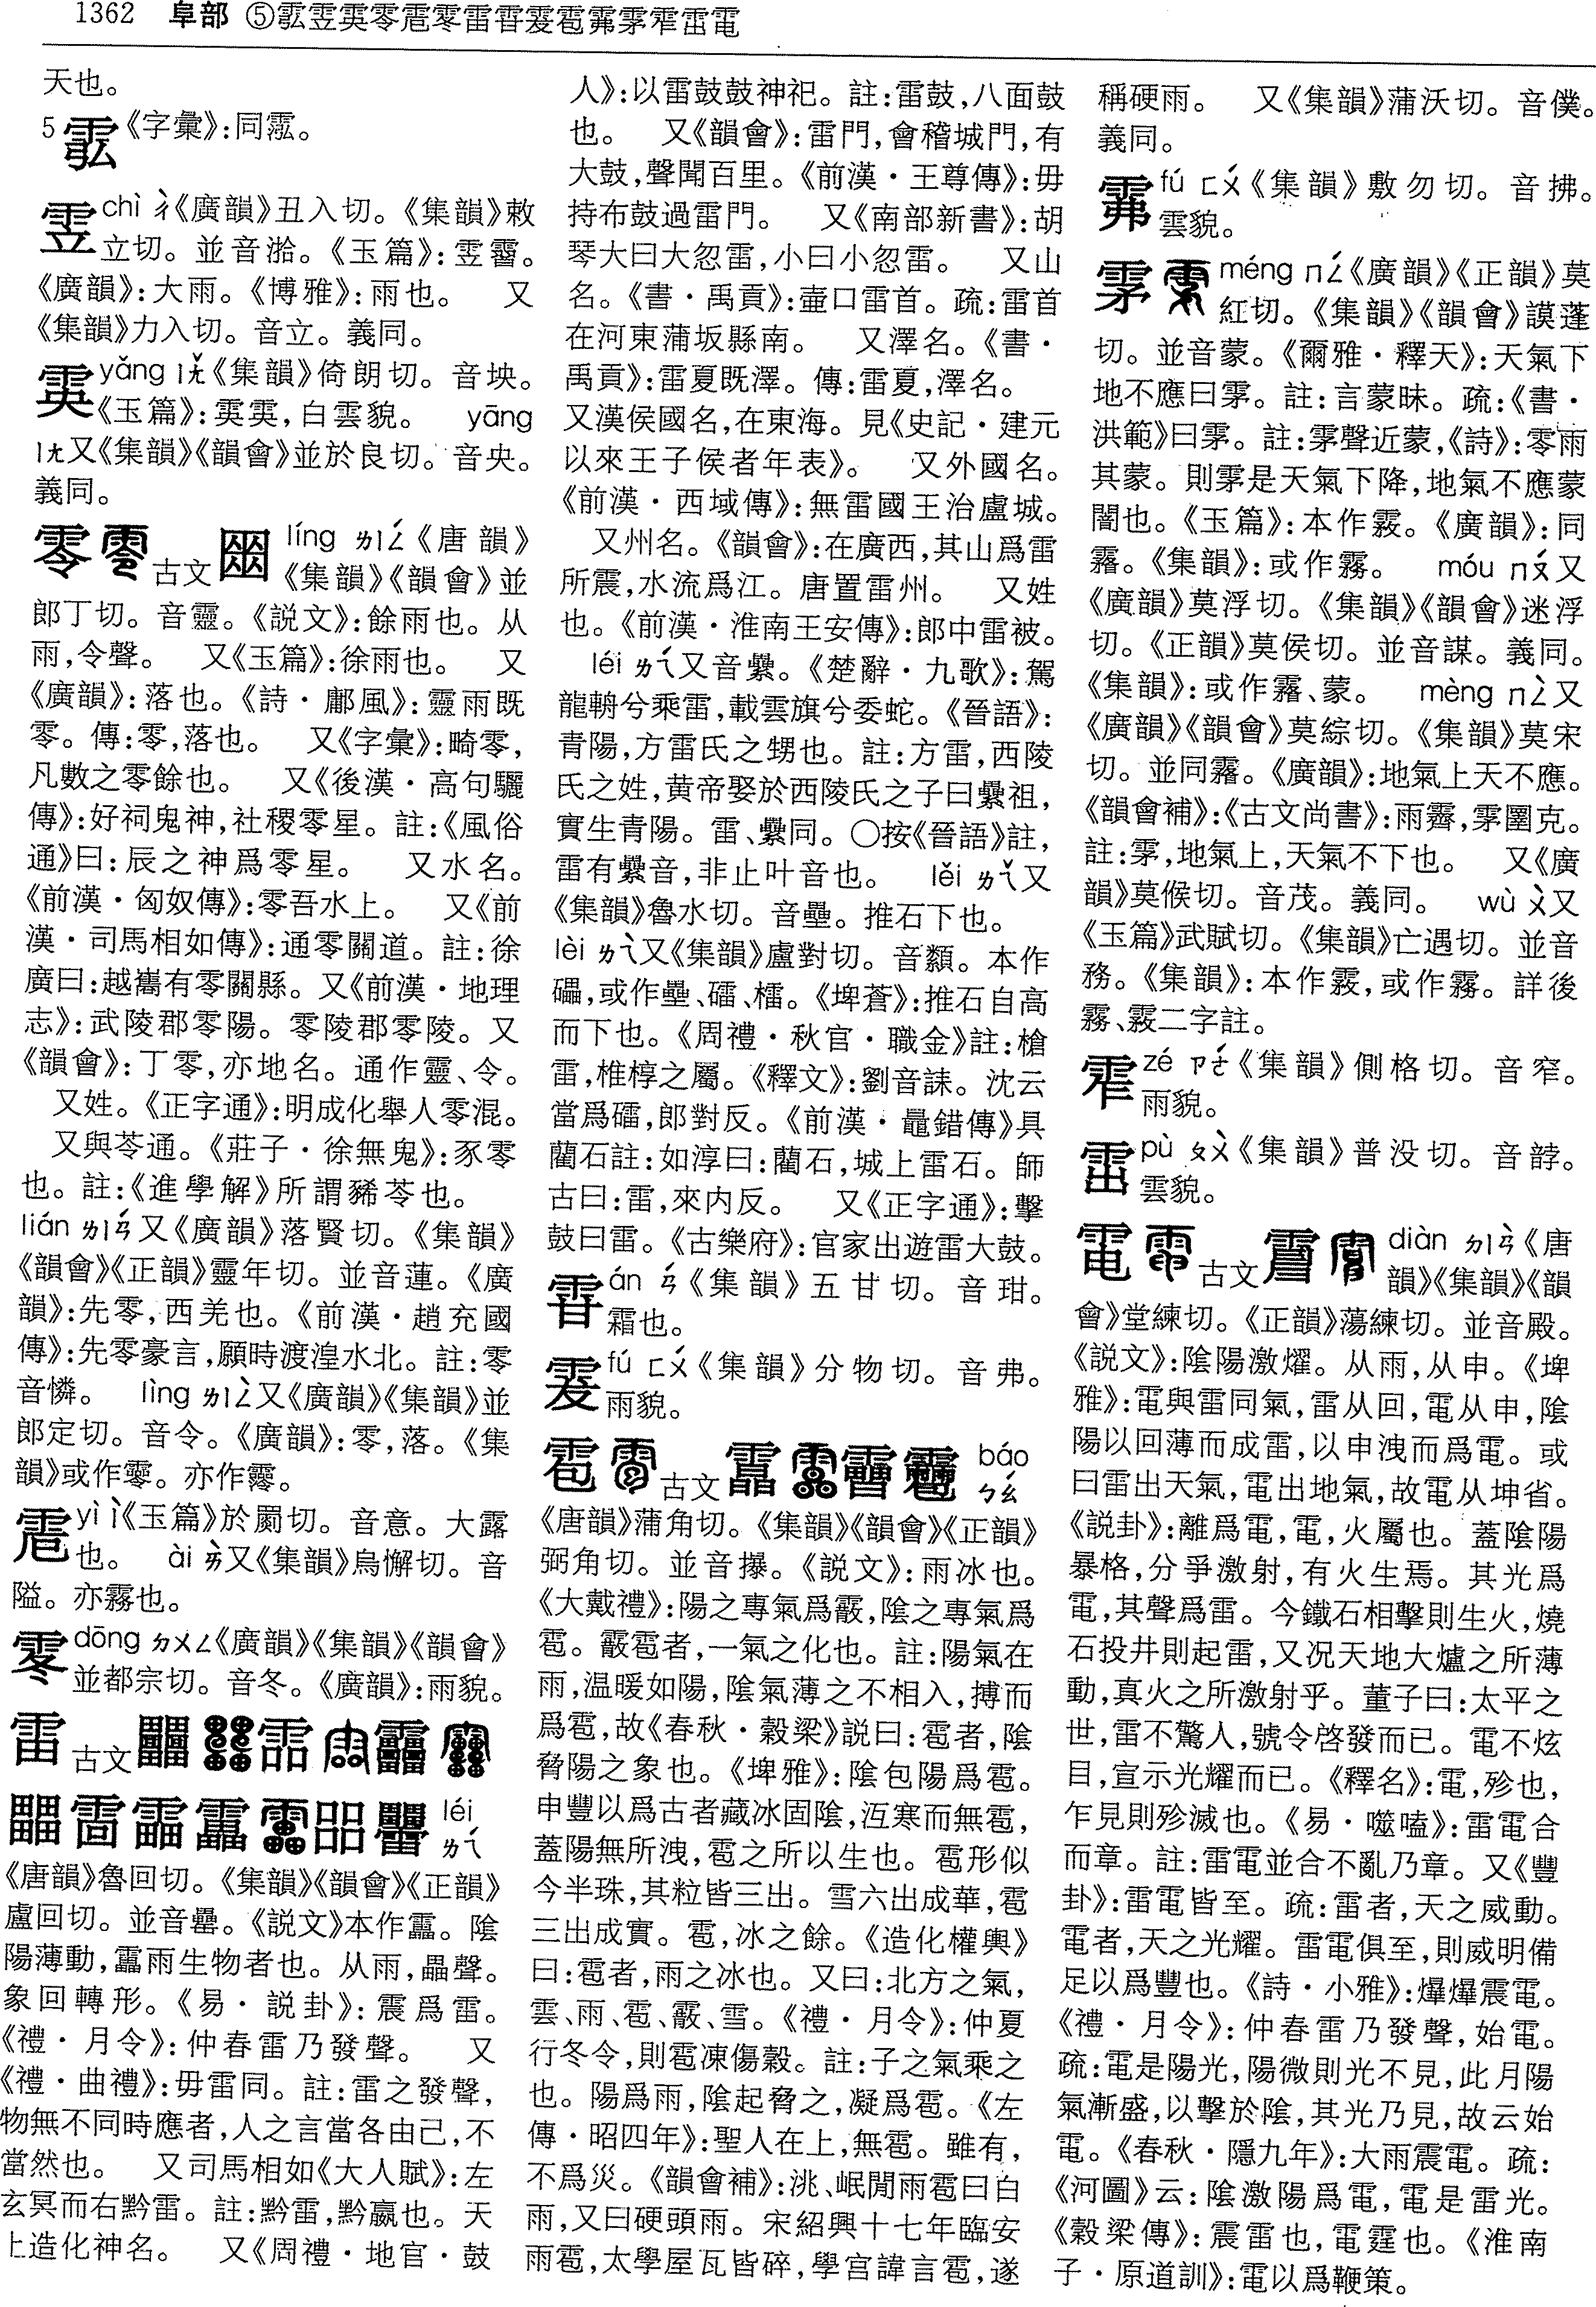 1362 阜部 ⑤䨎䨴䨐零䨟䨔雷䨄䨕雹䨗雺䨏䨦電
天也。
5 《字彙》：同䨎。
chì ㄔˋ《廣韻》丑入切。《集韻》敕
立切。並音湁。《玉篇》：䨴霫。
《廣韻》：大雨。《博雅》：雨也。 又
《集韻》力入切。音立。義同。
yǎng ㄧㄤˇ《集韻》倚朗切。音坱。
《玉篇》：䨐䨐，白雲貌。 yāng
ㄧㄤ又《集韻》《韻會》並於良切。音央。
義同。
零 古文 líng ㄌㄧㄥˊ《唐韻》
《集韻》《韻會》並
郎丁切。音靈。《説文》：餘雨也。从
雨，令聲。 又《玉篇》：徐雨也。 又
《廣韻》：落也。《詩·鄘風》：靈雨既
零。傳：零，落也。 又《字彙》：畸零，
凡數之零餘也。 又《後漢·高句驪
傳》：好祠鬼神，社稷零星。註：《風俗
通》曰：辰之神爲零星。 又水名。
《前漢·匈奴傳》：零吾水上。 又《前
漢·司馬相如傳》：通零關道。註：徐
廣曰：越巂有零關縣。又《前漢·地理
志》：武陵郡零陽。零陵郡零陵。又
《韻會》：丁零，亦地名。通作靈、令。
又姓。《正字通》：明成化舉人零混。
又與苓通。《莊子·徐無鬼》：豕零
也。註：《進學解》所謂豨苓也。
lián ㄌㄧㄢˊ又《廣韻》落賢切。《集韻》
《韻會》《正韻》靈年切。並音蓮。《廣
韻》：先零，西羌也。《前漢·趙充國
傳》：先零豪言，願時渡湟水北。註：零
音憐。 lìng ㄌㄧㄥˋ又《廣韻》《集韻》並
郎定切。音令。《廣韻》：零，落。《集
韻》或作霗。亦作霛。
yì ㄧˋ《玉篇》於罽切。音意。大露
也。 ài ㄞˋ又《集韻》烏懈切。音
隘。亦霧也。
dōng ㄉㄨㄥ《廣韻》《集韻》《韻會》
並都宗切。音冬。《廣韻》：雨貌。
雷 古文
léi ㄌㄟˊ
《唐韻》魯回切。《集韻》《韻會》《正韻》
盧回切。並音罍。《説文》本作靁。陰
陽薄動，靁雨生物者也。从雨，畾聲。
象回轉形。《易·説卦》：震爲雷。
《禮·月令》：仲春雷乃發聲。 又
《禮·曲禮》：毋雷同。註：雷之發聲，
物無不同時應者，人之言當各由己，不
當然也。 又司馬相如《大人賦》：左
玄冥而右黔雷。註：黔雷，黔嬴也。天
上造化神名。 又《周禮·地官·鼓
人》：以雷鼓鼓神祀。註：雷鼓，八面鼓
也。 又《韻會》：雷門，會稽城門，有
大鼓，聲聞百里。《前漢·王尊傳》：毋
持布鼓過雷門。 又《南部新書》：胡
琴大曰大忽雷，小曰小忽雷。 又山
名。《書·禹貢》：壷口雷首。疏：雷首
在河東蒲坂縣南。 又澤名。《書·
禹貢》：雷夏既澤。傳：雷夏，澤名。
又漢侯國名，在東海。見《史記·建元
以來王子侯者年表》。 又外國名。
《前漢·西域傳》：無雷國王治盧城。
又州名。《韻會》：在廣西，其山爲雷
所震，水流爲江。唐置雷州。 又姓
也。《前漢·淮南王安傳》：郎中雷被。
léi ㄌㄟˊ又音纍。《楚辭·九歌》：駕
龍輈兮乘雷，載雲旗兮委蛇。《晉語》：
青陽，方雷氏之甥也。註：方雷，西陵
氏之姓，黄帝娶於西陵氏之子曰纍祖，
實生青陽。雷、纍同。○按《晉語》註，
雷有纍音，非止叶音也。 lěi ㄌㄟˇ又
《集韻》魯水切。音壘。推石下也。
lèi ㄌㄟˋ又《集韻》盧對切。音纇。本作
礧，或作壘、礌、櫑。《埤蒼》：推石自高
而下也。《周禮·秋官·職金》註：槍
雷，椎椁之屬。《釋文》：劉音誄。沈云
當爲礌，郎對反。《前漢·鼂錯傳》具
藺石註：如淳曰：藺石，城上雷石。師
古曰：雷，來内反。 又《正字通》：擊
鼓曰雷。《古樂府》：官家出遊雷大鼓。
án ㄢˊ《集韻》五甘切。音玵。
霜也。
fú ㄈㄨˊ《集韻》分物切。音弗。
雨貌。
雹 古文 báo ㄅㄠˊ
《唐韻》蒲角切。《集韻》《韻會》《正韻》
弼角切。並音𢷏。《説文》：雨冰也。
《大戴禮》：陽之專氣爲霰，陰之專氣爲
雹。霰雹者，一氣之化也。註：陽氣在
雨，温暖如陽，陰氣薄之不相入，摶而
爲雹，故《春秋·穀梁》説曰：雹者，陰
脅陽之象也。《埤雅》：陰包陽爲雹。
申豐以爲古者藏冰固陰，沍寒而無雹，
蓋陽無所洩，雹之所以生也。雹形似
今半珠，其粒皆三出。雪六出成華，雹
三出成實。雹，冰之餘。《造化權輿》
曰：雹者，雨之冰也。又曰：北方之氣，
雲、雨、雹、霰、雪。《禮·月令》：仲夏
行冬令，則雹凍傷穀。註：子之氣乘之
也。陽爲雨，陰起脅之，凝爲雹。《左
傳·昭四年》：聖人在上，無雹。雖有，
不爲災。《韻會補》：洮、岷閒雨雹曰白
雨，又曰硬頭雨。宋紹興十七年臨安
雨雹，太學屋瓦皆碎，學宫諱言雹，遂
稱硬雨。 又《集韻》蒲沃切。音僕。
義同。
fú ㄈㄨˊ《集韻》敷勿切。音拂。
雲貌。
雺 méng ㄇㄥˊ《廣韻》《正韻》莫
紅切。《集韻》《韻會》謨蓬
切。並音蒙。《爾雅·釋天》：天氣下
地不應曰雺。註：言蒙昧。疏：《書·
洪範》曰雺。註：雺聲近蒙，《詩》：零雨
其蒙。則雺是天氣下降，地氣不應蒙
闇也。《玉篇》：本作霚。《廣韻》：同
霿。《集韻》：或作霧。 móu ㄇㄡˊ又
《廣韻》莫浮切。《集韻》《韻會》迷浮
切。《正韻》莫侯切。並音謀。義同。
《集韻》：或作霿、蒙。 mèng ㄇㄥˋ又
《廣韻》《韻會》莫綜切。《集韻》莫宋
切。並同霿。《廣韻》：地氣上天不應。
《韻會補》：《古文尚書》：雨霽，雺圛克。
註：雺，地氣上，天氣不下也。 又《廣
韻》莫候切。音茂。義同。 wù ㄨˋ又
《玉篇》武賦切。《集韻》亡遇切。並音
務。《集韻》：本作霚，或作霧。詳後
霧、霚二字註。
zé ㄗㄜˊ《集韻》側格切。音窄。
雨貌。
pù ㄆㄨˋ《集韻》普没切。音䪁。
雲貌。
電 古文 diàn ㄉㄧㄢˋ《唐
韻》《集韻》《韻
會》堂練切。《正韻》蕩練切。並音殿。
《説文》：陰陽激燿。从雨，从申。《埤
雅》：電與雷同氣，雷从回，電从申，陰
陽以回薄而成雷，以申洩而爲電。或
曰雷出天氣，電出地氣，故電从坤省。
《説卦》：離爲電，電，火屬也。蓋陰陽
暴格，分爭激射，有火生焉。其光爲
電，其聲爲雷。今鐵石相擊則生火，燒
石投井則起雷，又况天地大爐之所薄
動，真火之所激射乎。董子曰：太平之
世，雷不驚人，號令啓發而已。電不炫
目，宣示光耀而已。《釋名》：電，殄也，
乍見則殄滅也。《易·噬嗑》：雷電合
而章。註：雷電並合不亂乃章。又《豐
卦》：雷電皆至。疏：雷者，天之威動。
電者，天之光耀。雷電俱至，則威明備
足以爲豐也。《詩·小雅》：爗爗震電。
《禮·月令》：仲春雷乃發聲，始電。
疏：電是陽光，陽微則光不見，此月陽
氣漸盛，以擊於陰，其光乃見，故云始
電。《春秋·隱九年》：大雨震電。疏：
《河圖》云：陰激陽爲電，電是雷光。
《穀梁傳》：震雷也，電霆也。《淮南
子·原道訓》：電以爲鞭策。